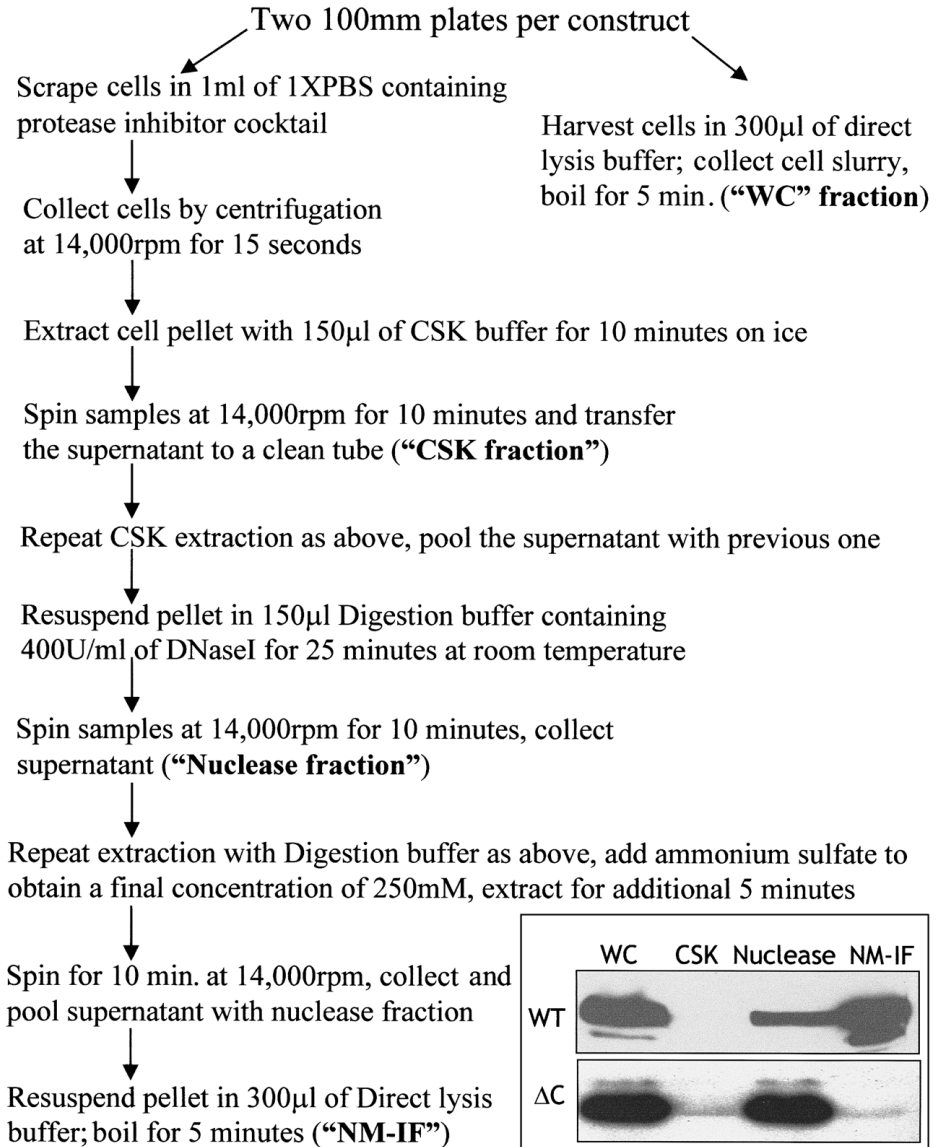 Two 100mm plates per construct
Scrape cells in 1ml of 1XPBS containing
protease inhibitor cocktail
Harvest cells in 300µl of direct
lysis buffer; collect cell slurry,
boil for 5 min. (“WC” fraction)
Collect cells by centrifugation
at 14,000rpm for 15 seconds
Extract cell pellet with 150µl of CSK buffer for 10 minutes on ice
Spin samples at 14,000rpm for 10 minutes and transfer
the supernatant to a clean tube (“CSK fraction”)
Repeat CSK extraction as above, pool the supernatant with previous one
Resuspend pellet in 150µl Digestion buffer containing
400U/ml of DNaseI for 25 minutes at room temperature
Spin samples at 14,000rpm for 10 minutes, collect
supernatant (“Nuclease fraction”)
Repeat extraction with Digestion buffer as above, add ammonium sulfate to
obtain a final concentration of 250mM, extract for additional 5 minutes
Spin for 10 min. at 14,000rpm, collect and
pool supernatant with nuclease fraction
Resuspend pellet in 300µl of Direct lysis
buffer; boil for 5 minutes (“NM-IF”)
WC CSK Nuclease NM-IF
WT
ΔC